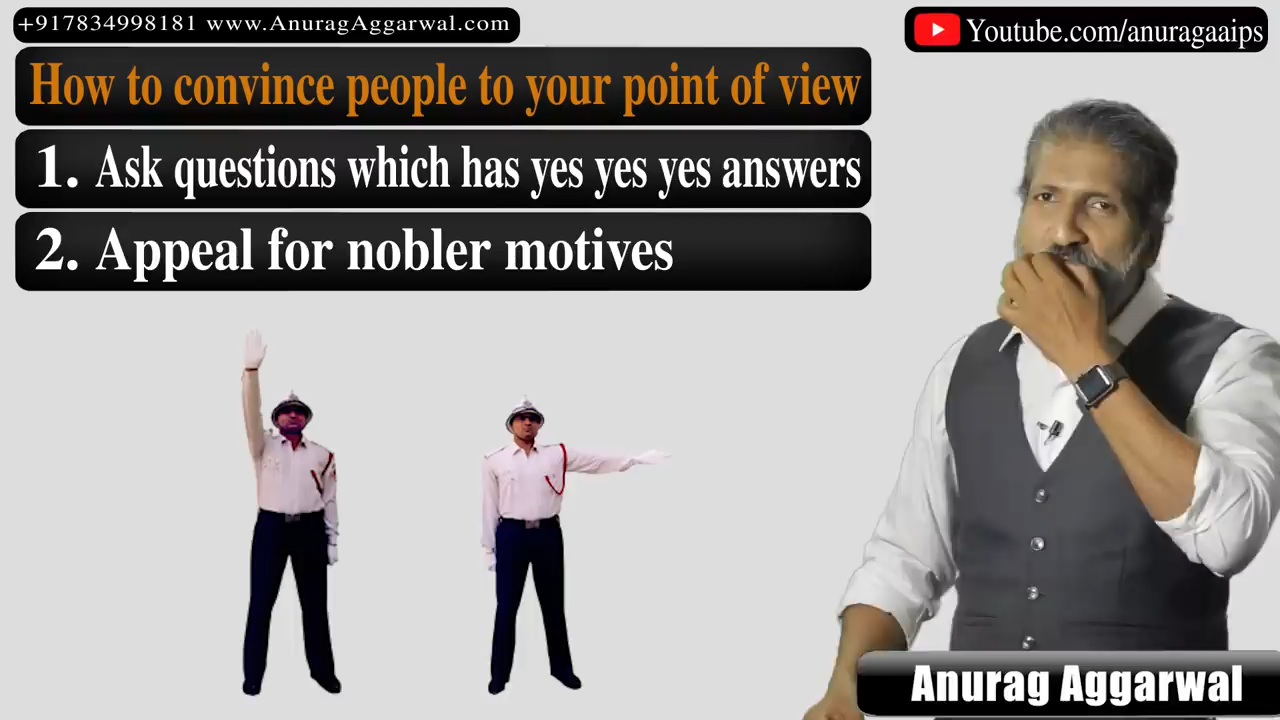 +917834998181 www.AnuragAggarwal.com
Youtube.com/anuragaaips
How to convince people to your point of view
1. Ask questions which has yes yes yes answers
2. Appeal for nobler motives
Anurag Aggarwal